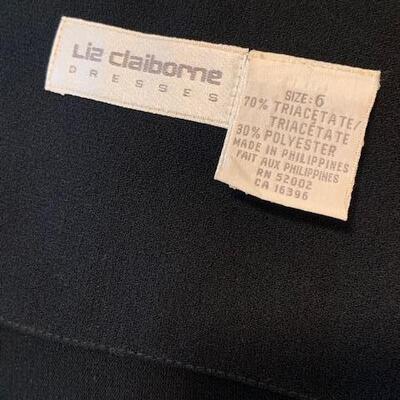 Liz claiborne
DRESSES
SIZE: 6
70% TRIACETATE/
TRIACÉTATE
30% POLYESTER
MADE IN PHILIPPINES
FAIT AUX PHILIPPINES
RN 52002
CA 16396